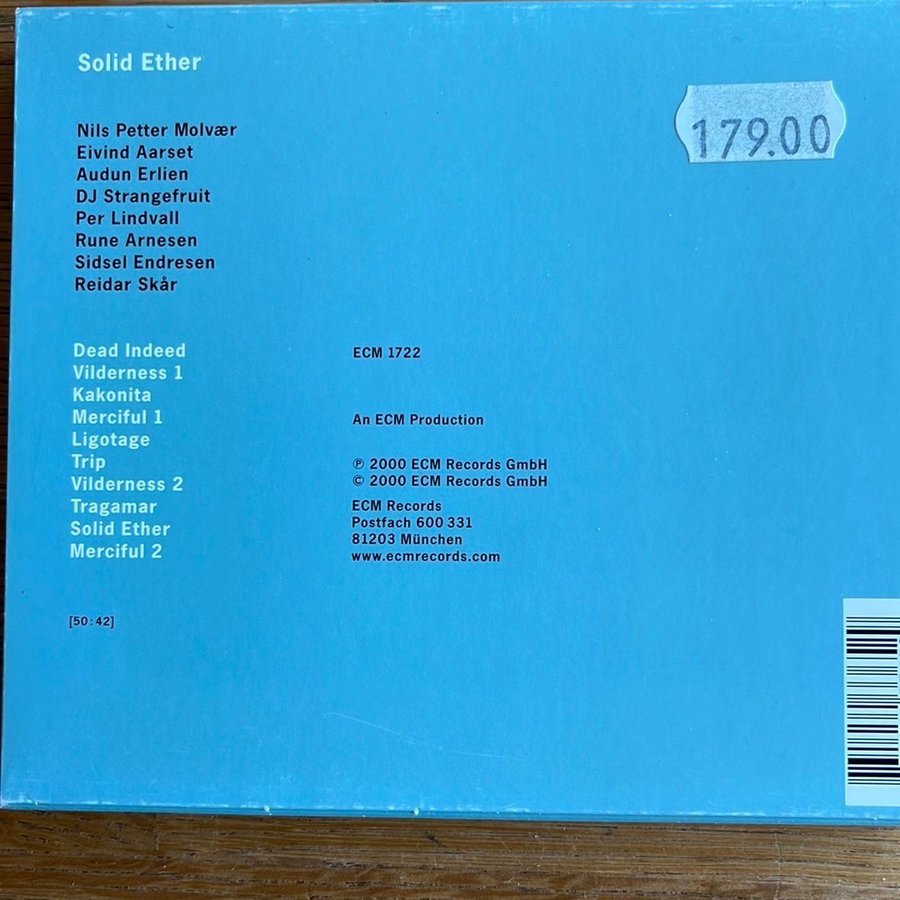 Solid Ether
179.00
Nils Petter Molvær
Eivind Aarset
Audun Erlien
DJ Strangefruit
Per Lindvall
Rune Arnesen
Sidsel Endresen
Reidar Skår
Dead Indeed
Vilderness 1
Kakonita
Merciful 1
Ligotage
Trip
Vilderness 2
Tragamar
Solid Ether
Merciful 2
[50:42]
ECM 1722
An ECM Production
℗ 2000 ECM Records GmbH
© 2000 ECM Records GmbH
ECM Records
Postfach 600 331
81203 München
www.ecmrecords.com